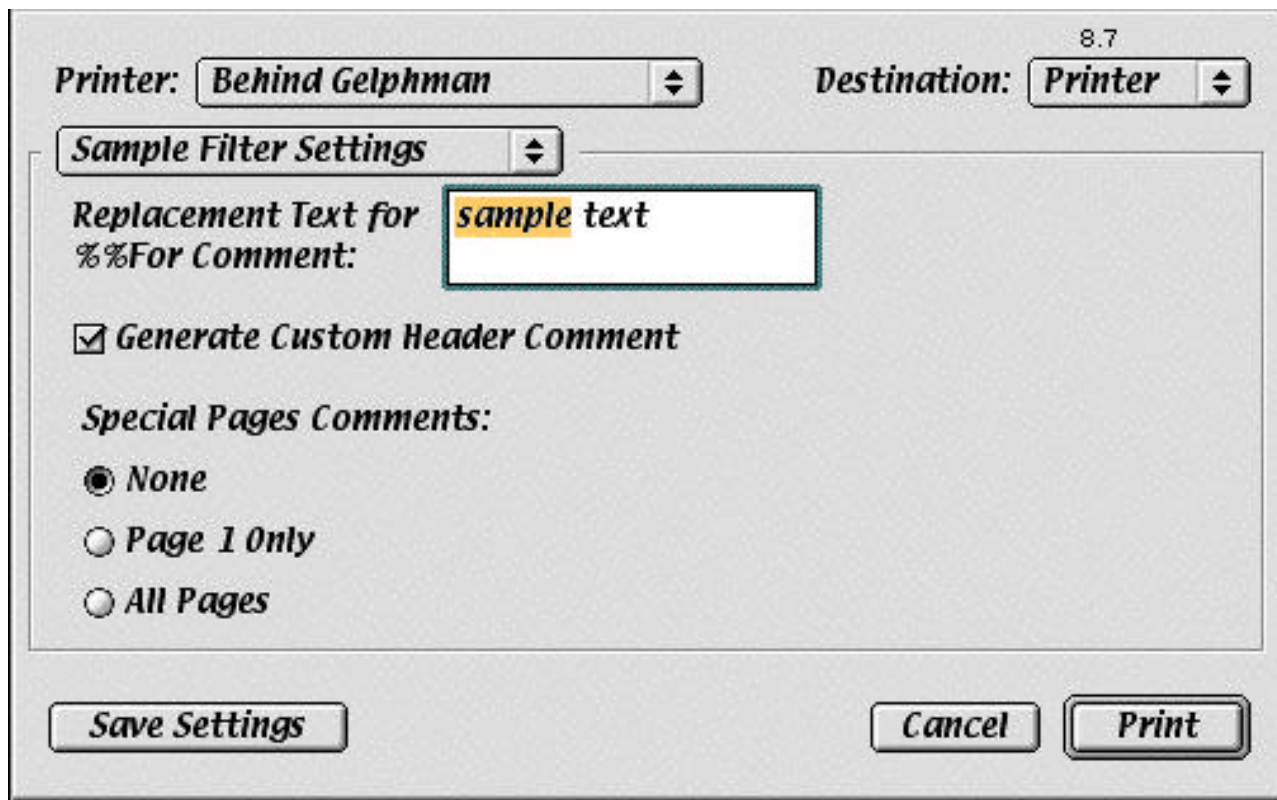 8.7
Printer: Behind Gelphman Destination: Printer
Sample Filter Settings
Replacement Text for sample text
%%For Comment:
Generate Custom Header Comment
Special Pages Comments:
None
Page 1 Only
All Pages
Save Settings Cancel Print